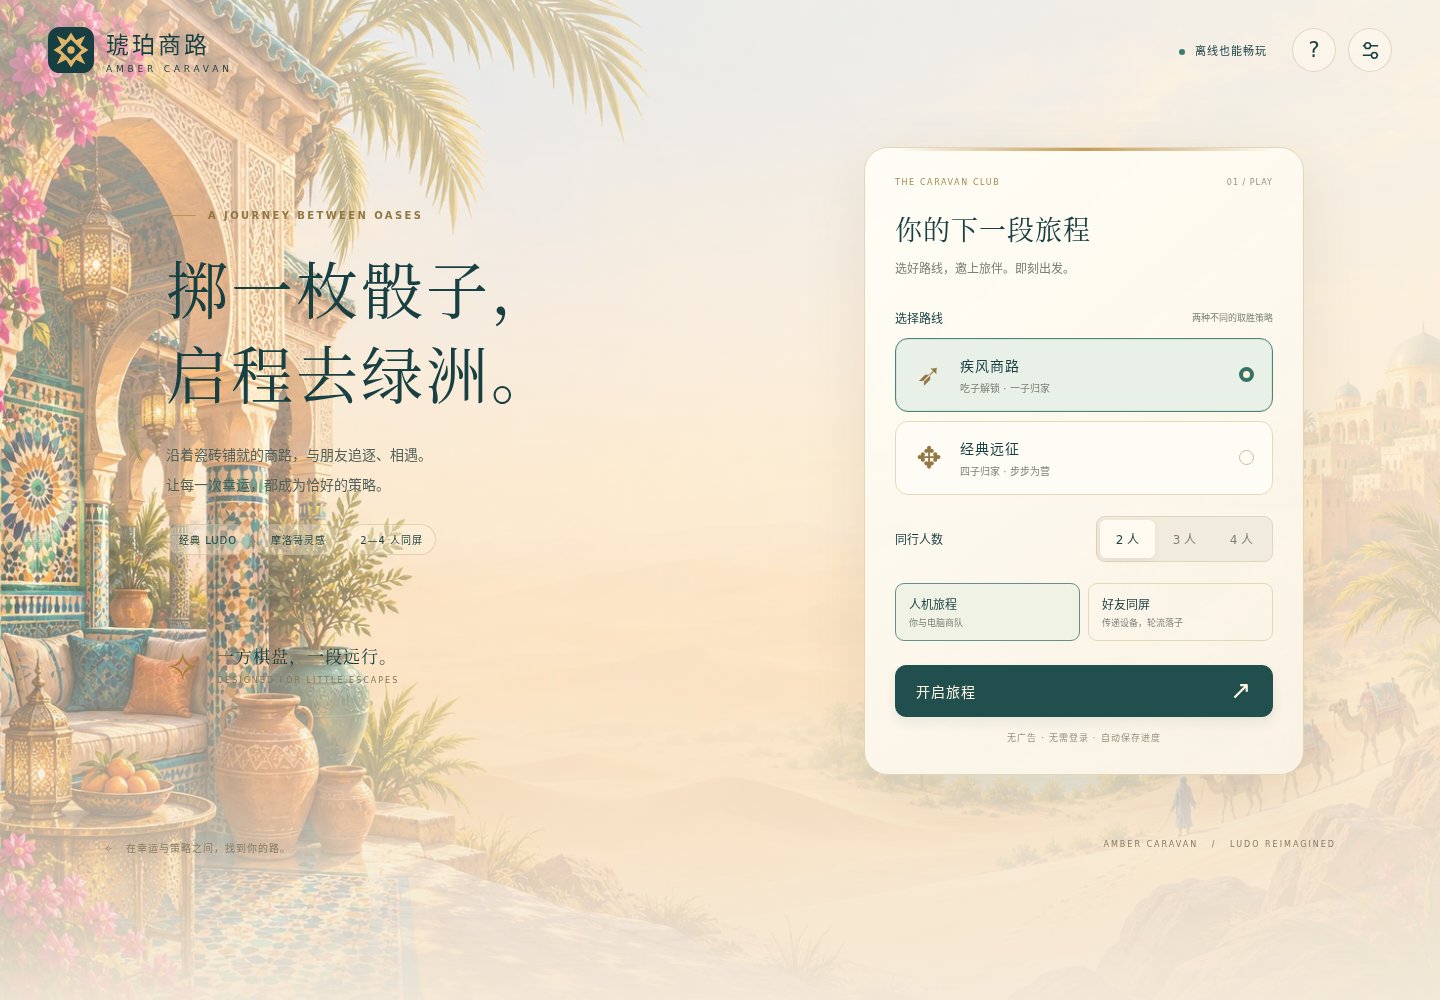 琥珀商路
AMBER CARAVAN
离线也能畅玩
?
A JOURNEY BETWEEN OASES
掷一枚骰子，
启程去绿洲。
沿着瓷砖铺就的商路，与朋友追逐、相遇。
让每一次幸运，都成为恰好的策略。
经典 LUDO
摩洛哥灵感
2—4 人同屏
一方棋盘，一段远行。
DESIGNED FOR LITTLE ESCAPES
在幸运与策略之间，找到你的路。
THE CARAVAN CLUB
01 / PLAY
你的下一段旅程
选好路线，邀上旅伴。即刻出发。
选择路线
两种不同的取胜策略
疾风商路
吃子解锁 · 一子归家
经典远征
四子归家 · 步步为营
同行人数
2 人
3 人
4 人
人机旅程
你与电脑商队
好友同屏
传递设备，轮流落子
开启旅程
无广告 · 无需登录 · 自动保存进度
AMBER CARAVAN / LUDO REIMAGINED